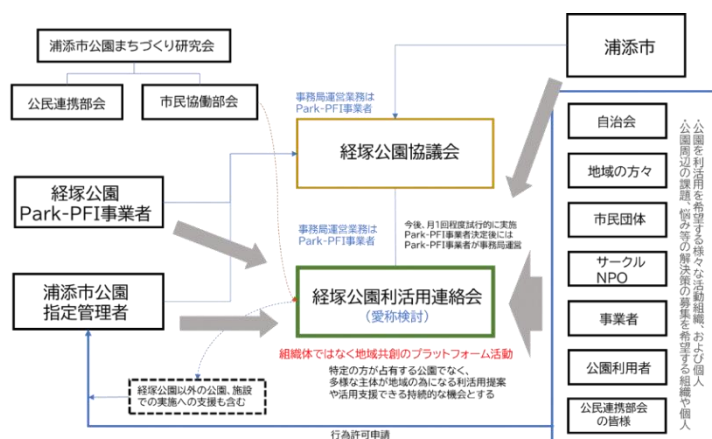 浦添市公園まちづくり研究会
公民連携部会
市民協働部会
浦添市
事務局運営業務は
Park-PFI事業者
経塚公園協議会
経塚公園
Park-PFI事業者
事務局運営業務は
Park-PFI事業者
今後、月1回程度試行的に実施
Park-PFI事業者決定後には
Park-PFI事業者が事務局運営
浦添市公園
指定管理者
経塚公園利活用連絡会
(愛称検討)
組織体ではなく地域共創のプラットフォーム活動
特定の方が占有する公園でなく、
多様な主体が地域の為になる利活用提案
や活用支援できる持続的な機会とする
経塚公園以外の公園、施設
での実施への支援も含む
行為許可申請
自治会
地域の方々
市民団体
サークル
NPO
事業者
公園利用者
公民連携部会
の皆様
・公園を利活用を希望する様々な活動組織、および個人
・公園周辺の課題、悩み等の解決策の募集を希望する組織や個人